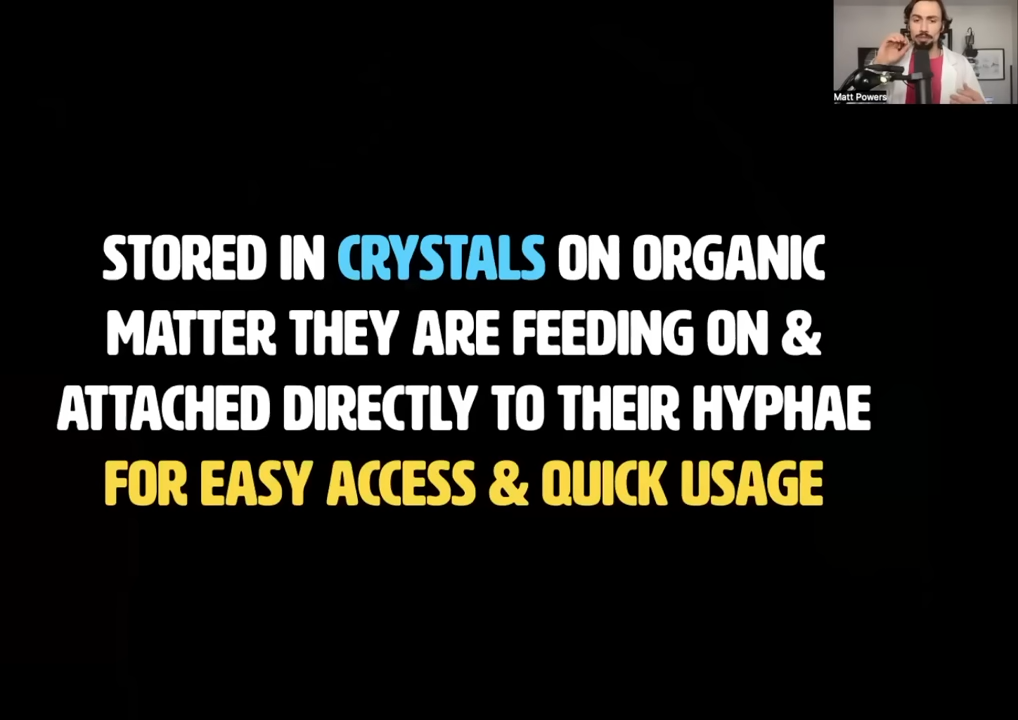 Matt Powers
STORED IN CRYSTALS ON ORGANIC
MATTER THEY ARE FEEDING ON &
ATTACHED DIRECTLY TO THEIR HYPHAE
FOR EASY ACCESS & QUICK USAGE